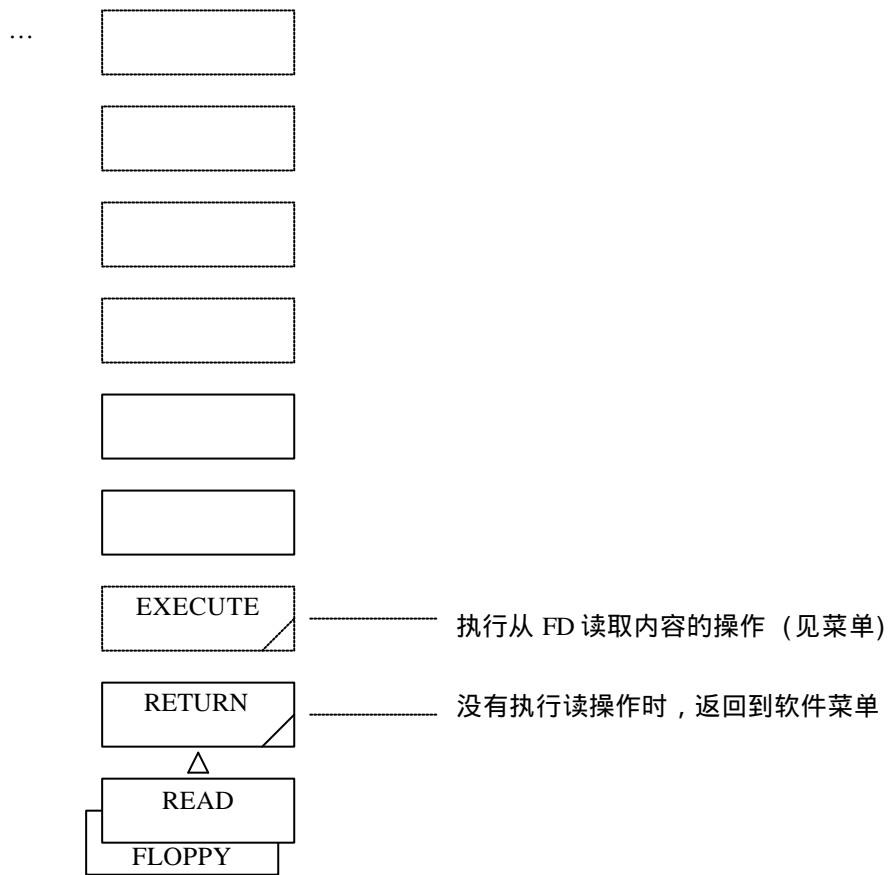 …
EXECUTE
执行从 FD 读取内容的操作 (见菜单)
RETURN
没有执行读操作时，返回到软件菜单
READ
FLOPPY